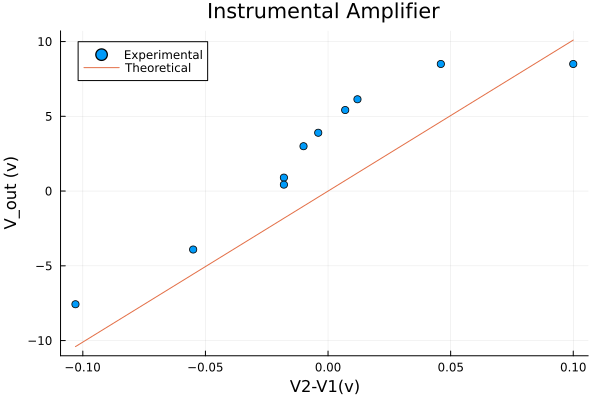 Instrumental Amplifier
Experimental
Theoretical
10
5
0
−5
−10
V_out (v)
−0.10 −0.05 0.00 0.05 0.10
V2-V1(v)